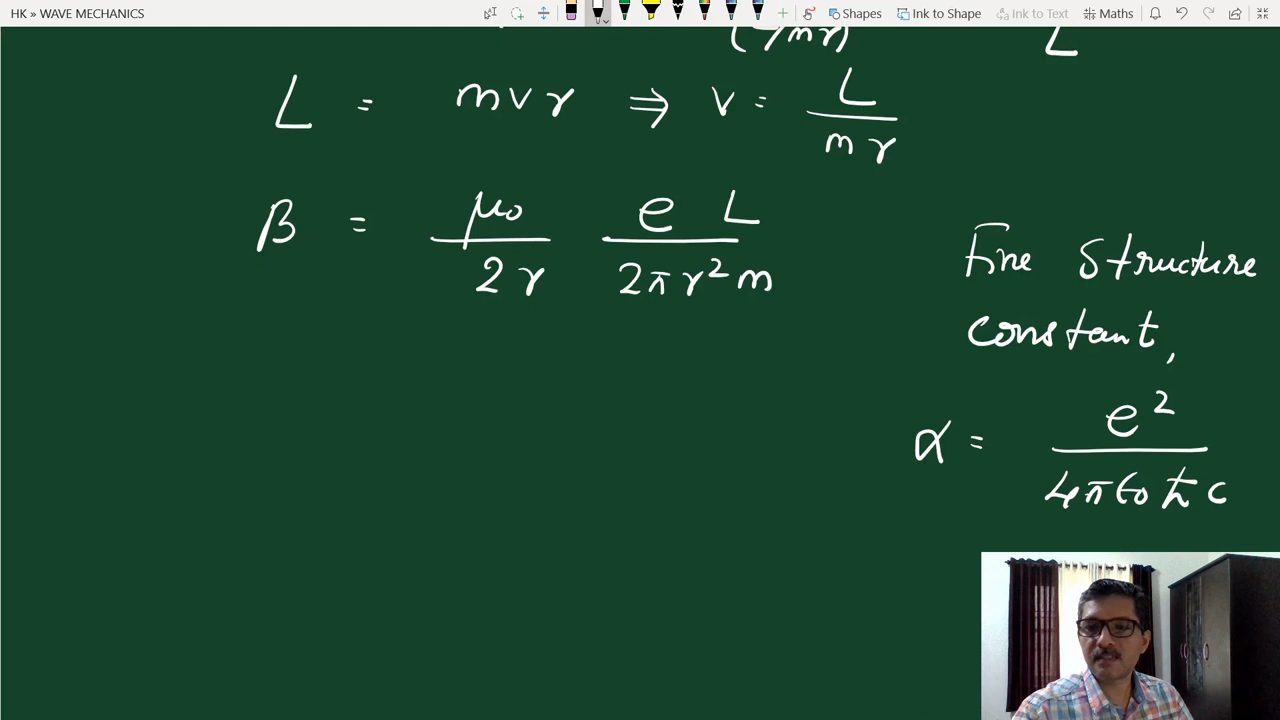 HK » WAVE MECHANICS
Shapes Ink to Shape Ink to Text Maths
L = mvr ⇒ v = L / mr
B = μ₀ / 2r · e L / 2πr²m
Fine Structure
constant,
α = e² / 4πε₀ħc